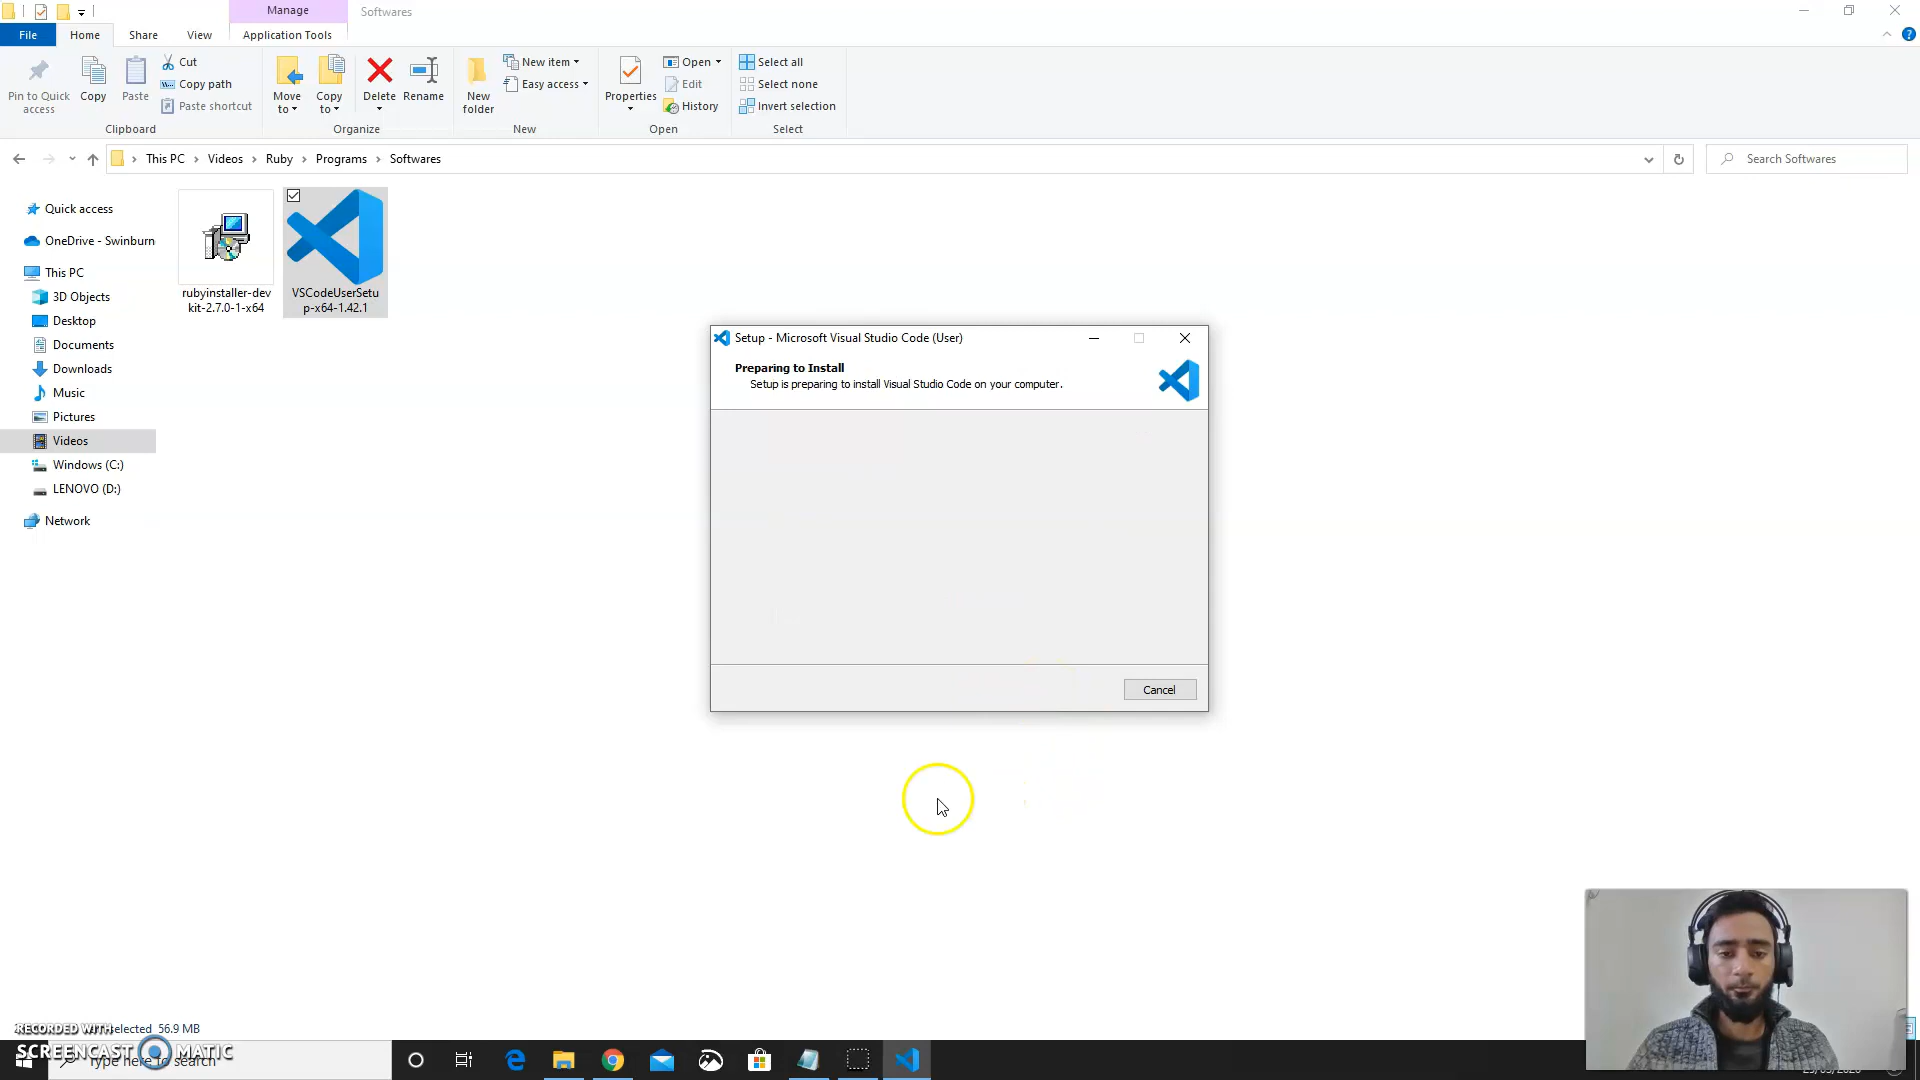 Manage
Softwares
File
Home
Share
View
Application Tools
Pin to Quick access
Copy
Paste
Cut
Copy path
Paste shortcut
Clipboard
Move to
Copy to
Delete
Rename
Organize
New folder
New item
Easy access
New
Properties
Open
Edit
History
Open
Select all
Select none
Invert selection
Select
This PC
Videos
Ruby
Programs
Softwares
Search Softwares
Quick access
OneDrive - Swinburn
This PC
3D Objects
Desktop
Documents
Downloads
Music
Pictures
Videos
Windows (C:)
LENOVO (D:)
Network
rubyinstaller-dev
kit-2.7.0-1-x64
VSCodeUserSetu
p-x64-1.42.1
Setup - Microsoft Visual Studio Code (User)
Preparing to Install
Setup is preparing to install Visual Studio Code on your computer.
Cancel
RECORDED WITH
selected 56.9 MB
SCREENCAST MATIC
Type here to search